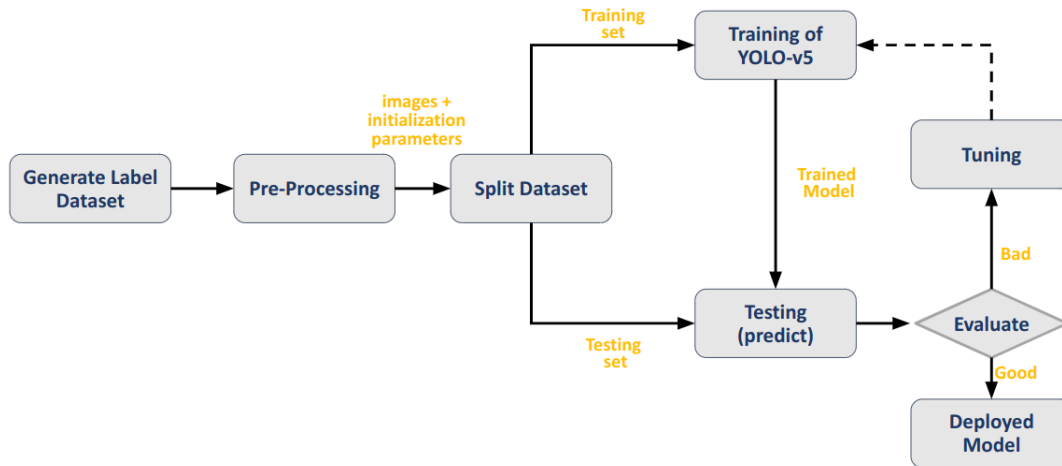 Training
set
Training of
YOLO-v5
images +
initialization
parameters
Generate Label
Dataset
Pre-Processing
Split Dataset
Trained
Model
Tuning
Bad
Testing
set
Testing
(predict)
Evaluate
Good
Deployed
Model